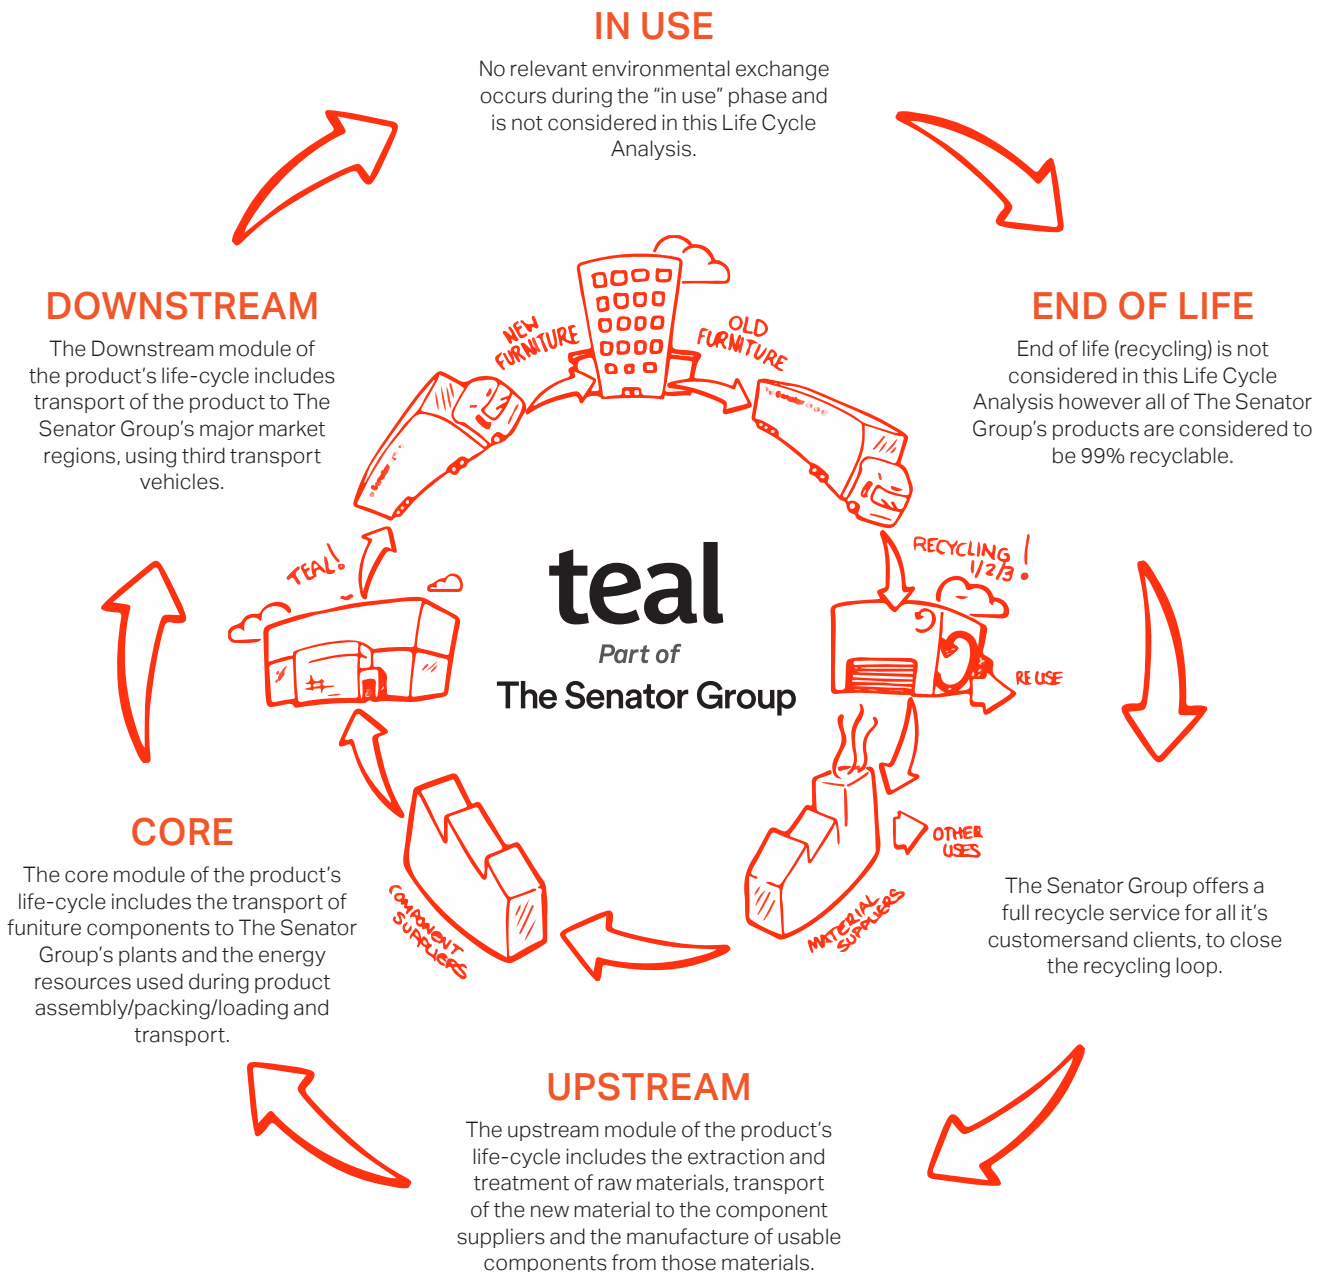 IN USE
No relevant environmental exchange
occurs during the “in use” phase and
is not considered in this Life Cycle
Analysis.
DOWNSTREAM
The Downstream module of
the product’s life-cycle includes
transport of the product to The
Senator Group’s major market
regions, using third transport
vehicles.
END OF LIFE
End of life (recycling) is not
considered in this Life Cycle
Analysis however all of The Senator
Group’s products are considered to
be 99% recyclable.
NEW
FURNITURE
OLD
FURNITURE
Senator
Senator
TEAL!
RECYCLING
1/2/3!
RE USE
teal
Part of
The Senator Group
OTHER
USES
COMPONENT
SUPPLIERS
MATERIAL
SUPPLIERS
CORE
The core module of the product’s
life-cycle includes the transport of
funiture components to The Senator
Group’s plants and the energy
resources used during product
assembly/packing/loading and
transport.
The Senator Group offers a
full recycle service for all it’s
customersand clients, to close
the recycling loop.
UPSTREAM
The upstream module of the product’s
life-cycle includes the extraction and
treatment of raw materials, transport
of the new material to the component
suppliers and the manufacture of usable
components from those materials.